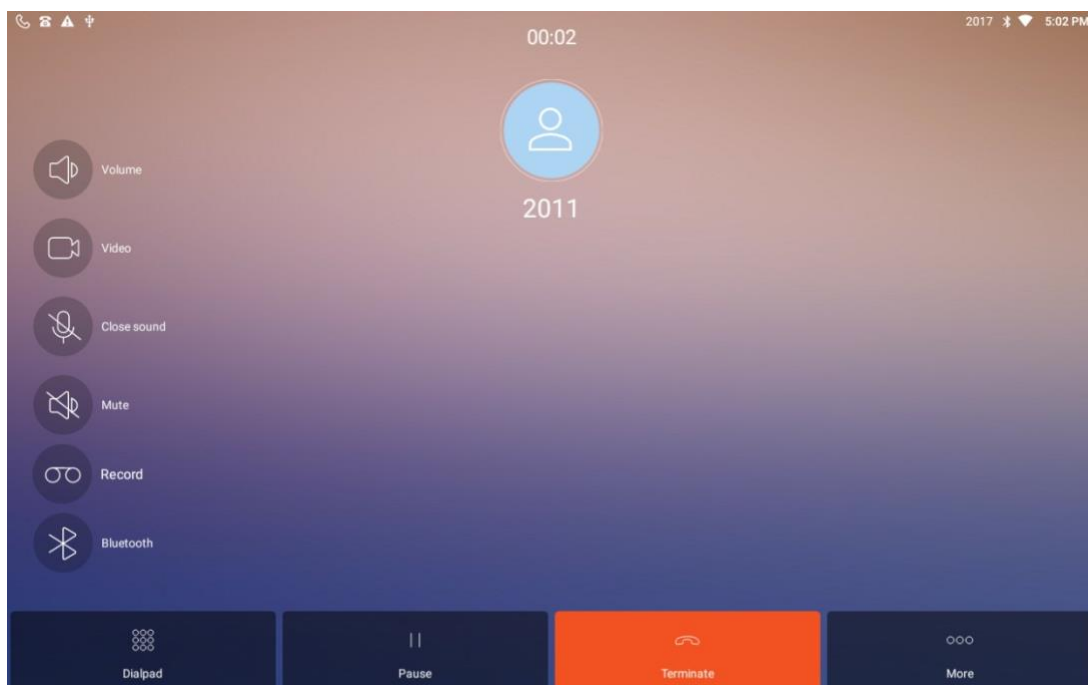 2017 5:02 PM
00:02
2011
Volume
Video
Close sound
Mute
Record
Bluetooth
Dialpad
Pause
Terminate
More